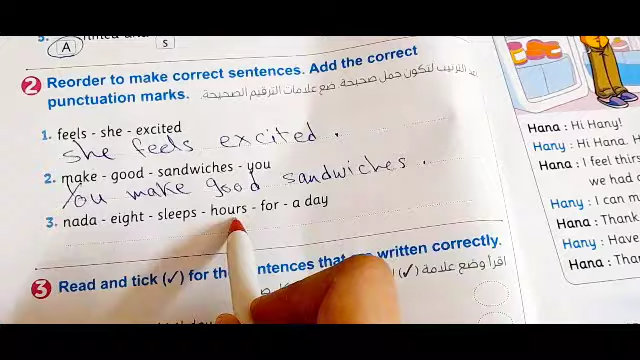 5.
A
s
2 Reorder to make correct sentences. Add the correct
punctuation marks. الترتيب لتكون جمل صحيحة ضع علامات الترقيم الصحيحة.
1. feels - she - excited
She feels excited.
2. make - good - sandwiches - you
You make good sandwiches.
3. nada - eight - sleeps - hours - for - a day
3 Read and tick (✓) for the sentences that are written correctly.
اقرأ وضع علامة (✓)
Hana : Hi Hany!
Hany : Hi Hana. H
Hana : I feel thirs
we had a
Hany : I can m
Hana : Thank
Hany : Have
Hana : Than